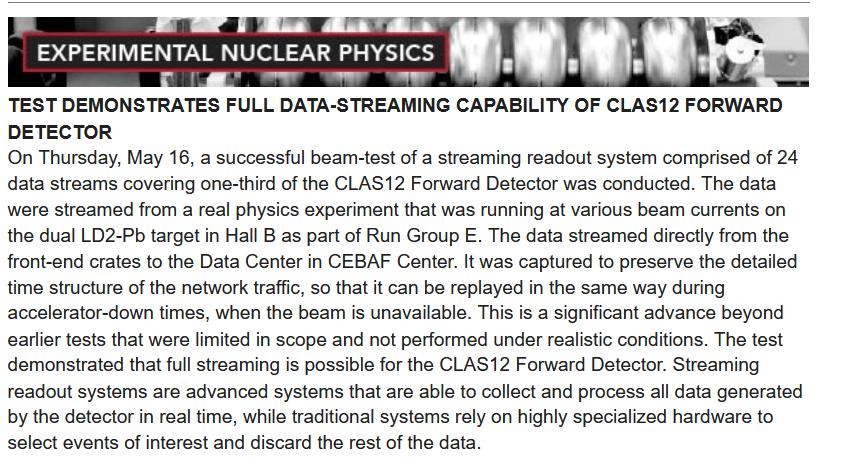 EXPERIMENTAL NUCLEAR PHYSICS
TEST DEMONSTRATES FULL DATA-STREAMING CAPABILITY OF CLAS12 FORWARD
DETECTOR
On Thursday, May 16, a successful beam-test of a streaming readout system comprised of 24
data streams covering one-third of the CLAS12 Forward Detector was conducted. The data
were streamed from a real physics experiment that was running at various beam currents on
the dual LD2-Pb target in Hall B as part of Run Group E. The data streamed directly from the
front-end crates to the Data Center in CEBAF Center. It was captured to preserve the detailed
time structure of the network traffic, so that it can be replayed in the same way during
accelerator-down times, when the beam is unavailable. This is a significant advance beyond
earlier tests that were limited in scope and not performed under realistic conditions. The test
demonstrated that full streaming is possible for the CLAS12 Forward Detector. Streaming
readout systems are advanced systems that are able to collect and process all data generated
by the detector in real time, while traditional systems rely on highly specialized hardware to
select events of interest and discard the rest of the data.